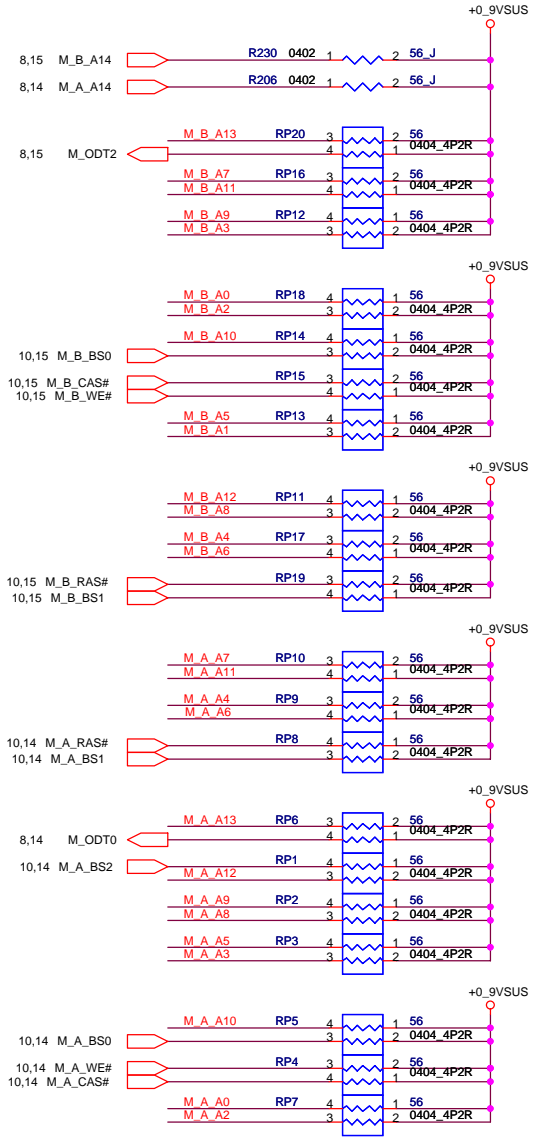 +0_9VSUS
8,15 M_B_A14 R230 0402 1 2 56_J
8,14 M_A_A14 R206 0402 1 2 56_J
M_B_A13 RP20 3 2 56
8,15 M_ODT2 4 1 0404_4P2R
M_B_A7 RP16 3 2 56
M_B_A11 4 1 0404_4P2R
M_B_A9 RP12 4 1 56
M_B_A3 3 2 0404_4P2R
+0_9VSUS
M_B_A0 RP18 4 1 56
M_B_A2 3 2 0404_4P2R
M_B_A10 RP14 4 1 56
10,15 M_B_BS0 3 2 0404_4P2R
10,15 M_B_CAS# RP15 3 2 56
10,15 M_B_WE# 4 1 0404_4P2R
M_B_A5 RP13 4 1 56
M_B_A1 3 2 0404_4P2R
+0_9VSUS
M_B_A12 RP11 4 1 56
M_B_A8 3 2 0404_4P2R
M_B_A4 RP17 3 2 56
M_B_A6 4 1 0404_4P2R
10,15 M_B_RAS# RP19 3 2 56
10,15 M_B_BS1 4 1 0404_4P2R
+0_9VSUS
M_A_A7 RP10 3 2 56
M_A_A11 4 1 0404_4P2R
M_A_A4 RP9 3 2 56
M_A_A6 4 1 0404_4P2R
10,14 M_A_RAS# RP8 4 1 56
10,14 M_A_BS1 3 2 0404_4P2R
+0_9VSUS
M_A_A13 RP6 3 2 56
8,14 M_ODT0 4 1 0404_4P2R
10,14 M_A_BS2 RP1 4 1 56
M_A_A12 3 2 0404_4P2R
M_A_A9 RP2 4 1 56
M_A_A8 3 2 0404_4P2R
M_A_A5 RP3 4 1 56
M_A_A3 3 2 0404_4P2R
+0_9VSUS
M_A_A10 RP5 4 1 56
10,14 M_A_BS0 3 2 0404_4P2R
10,14 M_A_WE# RP4 3 2 56
10,14 M_A_CAS# 4 1 0404_4P2R
M_A_A0 RP7 4 1 56
M_A_A2 3 2 0404_4P2R